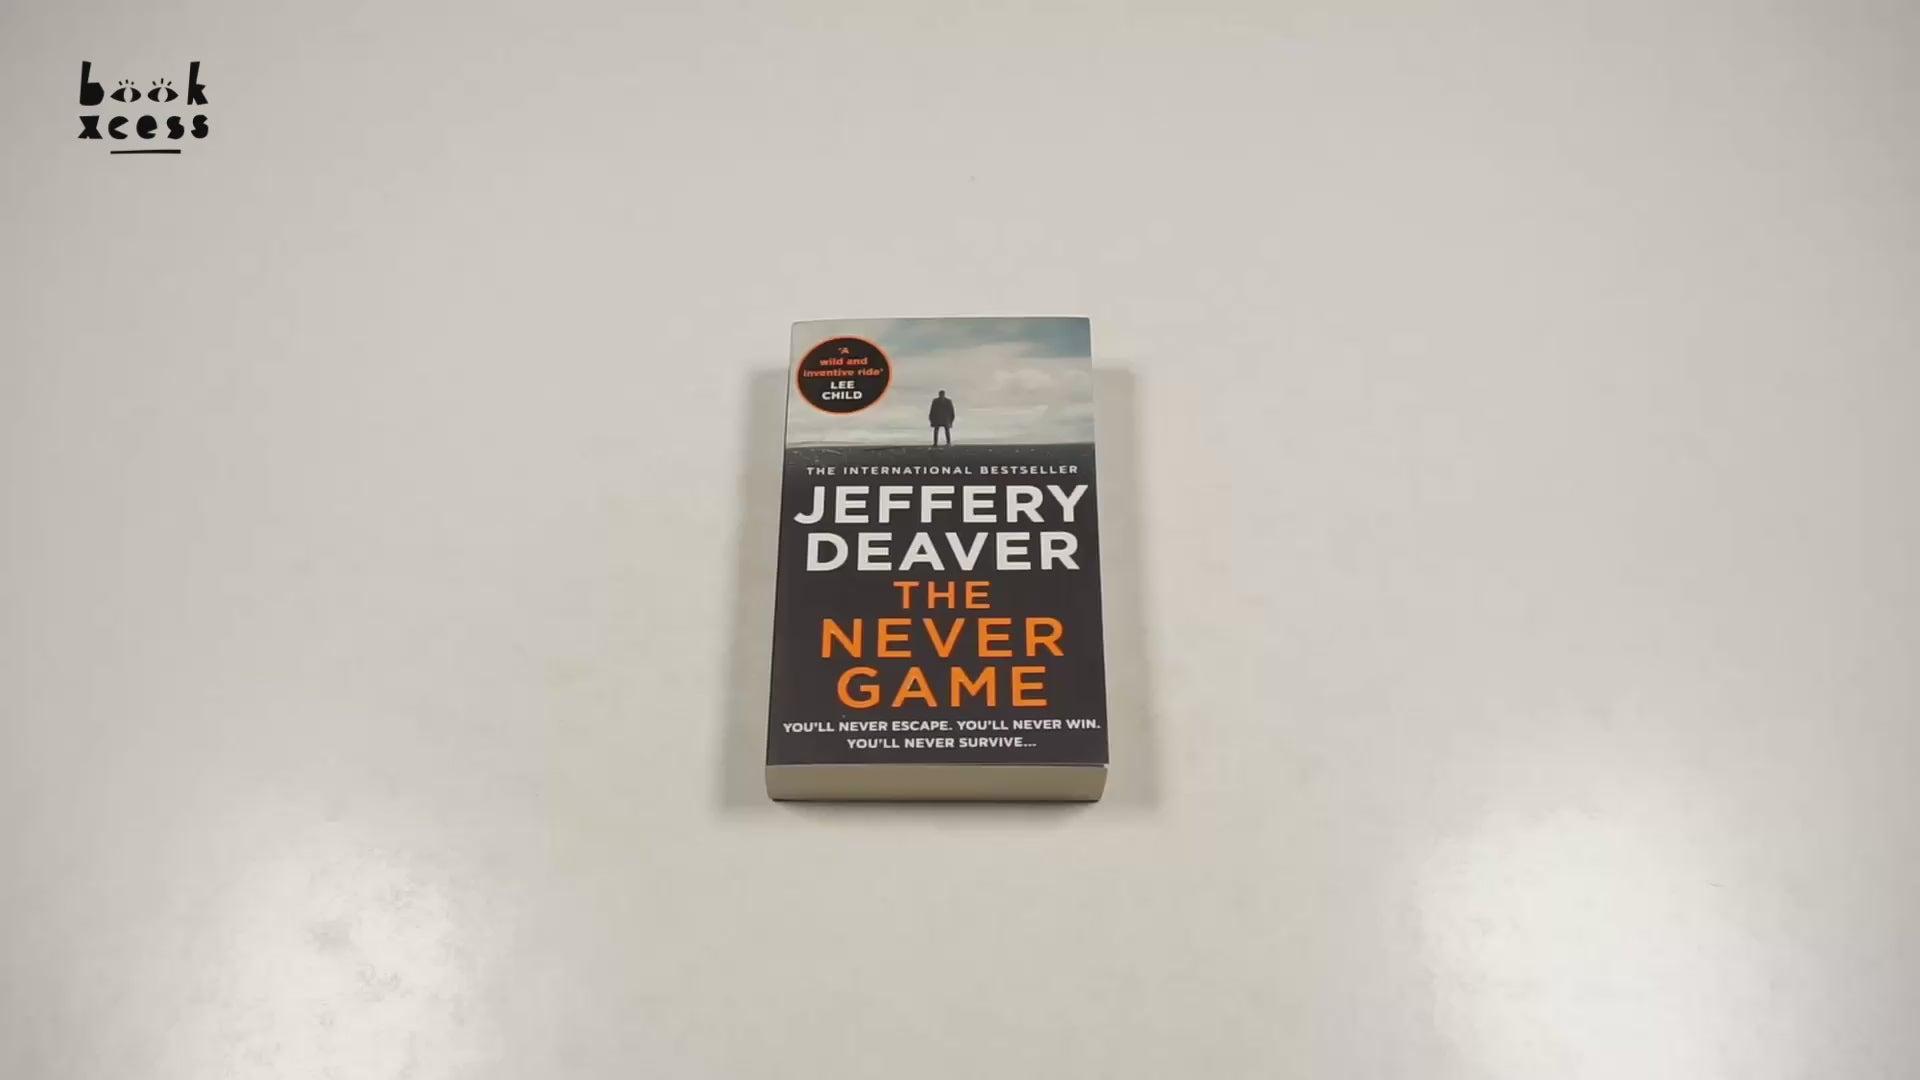 book
xcess
'A
wild and
inventive ride'
LEE
CHILD
THE INTERNATIONAL BESTSELLER
JEFFERY
DEAVER
THE
NEVER
GAME
YOU'LL NEVER ESCAPE. YOU'LL NEVER WIN.
YOU'LL NEVER SURVIVE...